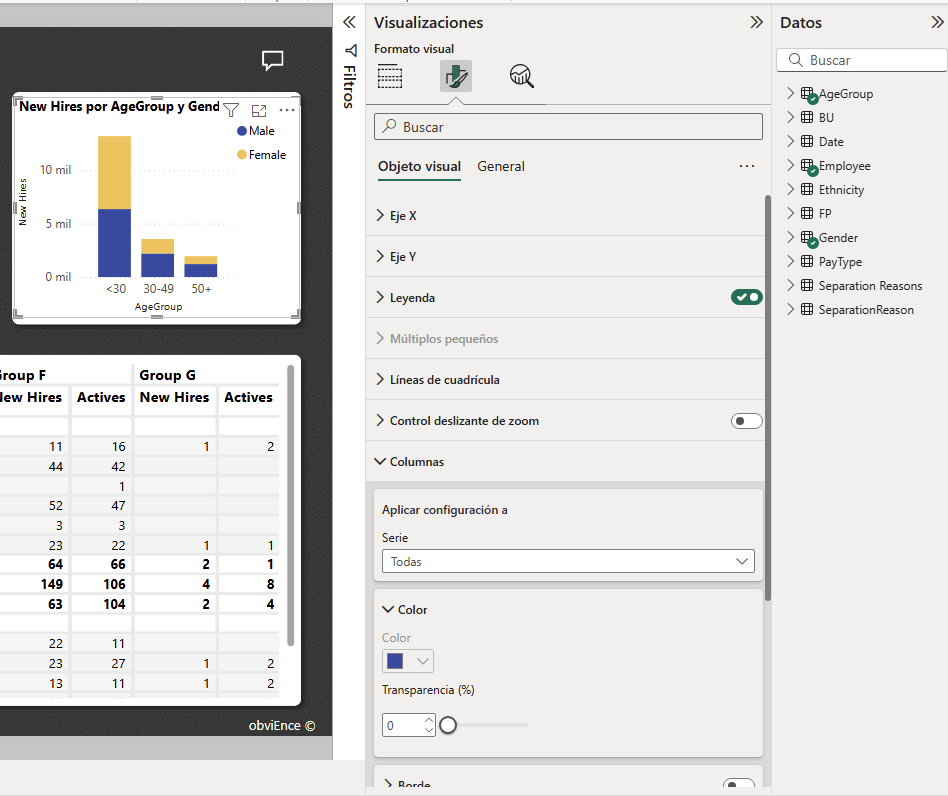 New Hires por AgeGroup y Gend
Male
Female
New Hires
10 mil
5 mil
0 mil
<30 30-49 50+
AgeGroup
Group F Group G
New Hires Actives New Hires Actives
11 16 1 2
44 42
1
52 47
3 3
23 22 1 1
64 66 2 1
149 106 4 8
63 104 2 4
22 11
23 27 1 2
13 11 1 2
obviEnce ©
Filtros
Visualizaciones
Formato visual
Buscar
Objeto visual General
Eje X
Eje Y
Leyenda
Múltiplos pequeños
Líneas de cuadrícula
Control deslizante de zoom
Columnas
Aplicar configuración a
Serie
Todas
Color
Color
Transparencia (%)
0
Borde
Datos
Buscar
AgeGroup
BU
Date
Employee
Ethnicity
FP
Gender
PayType
Separation Reasons
SeparationReason